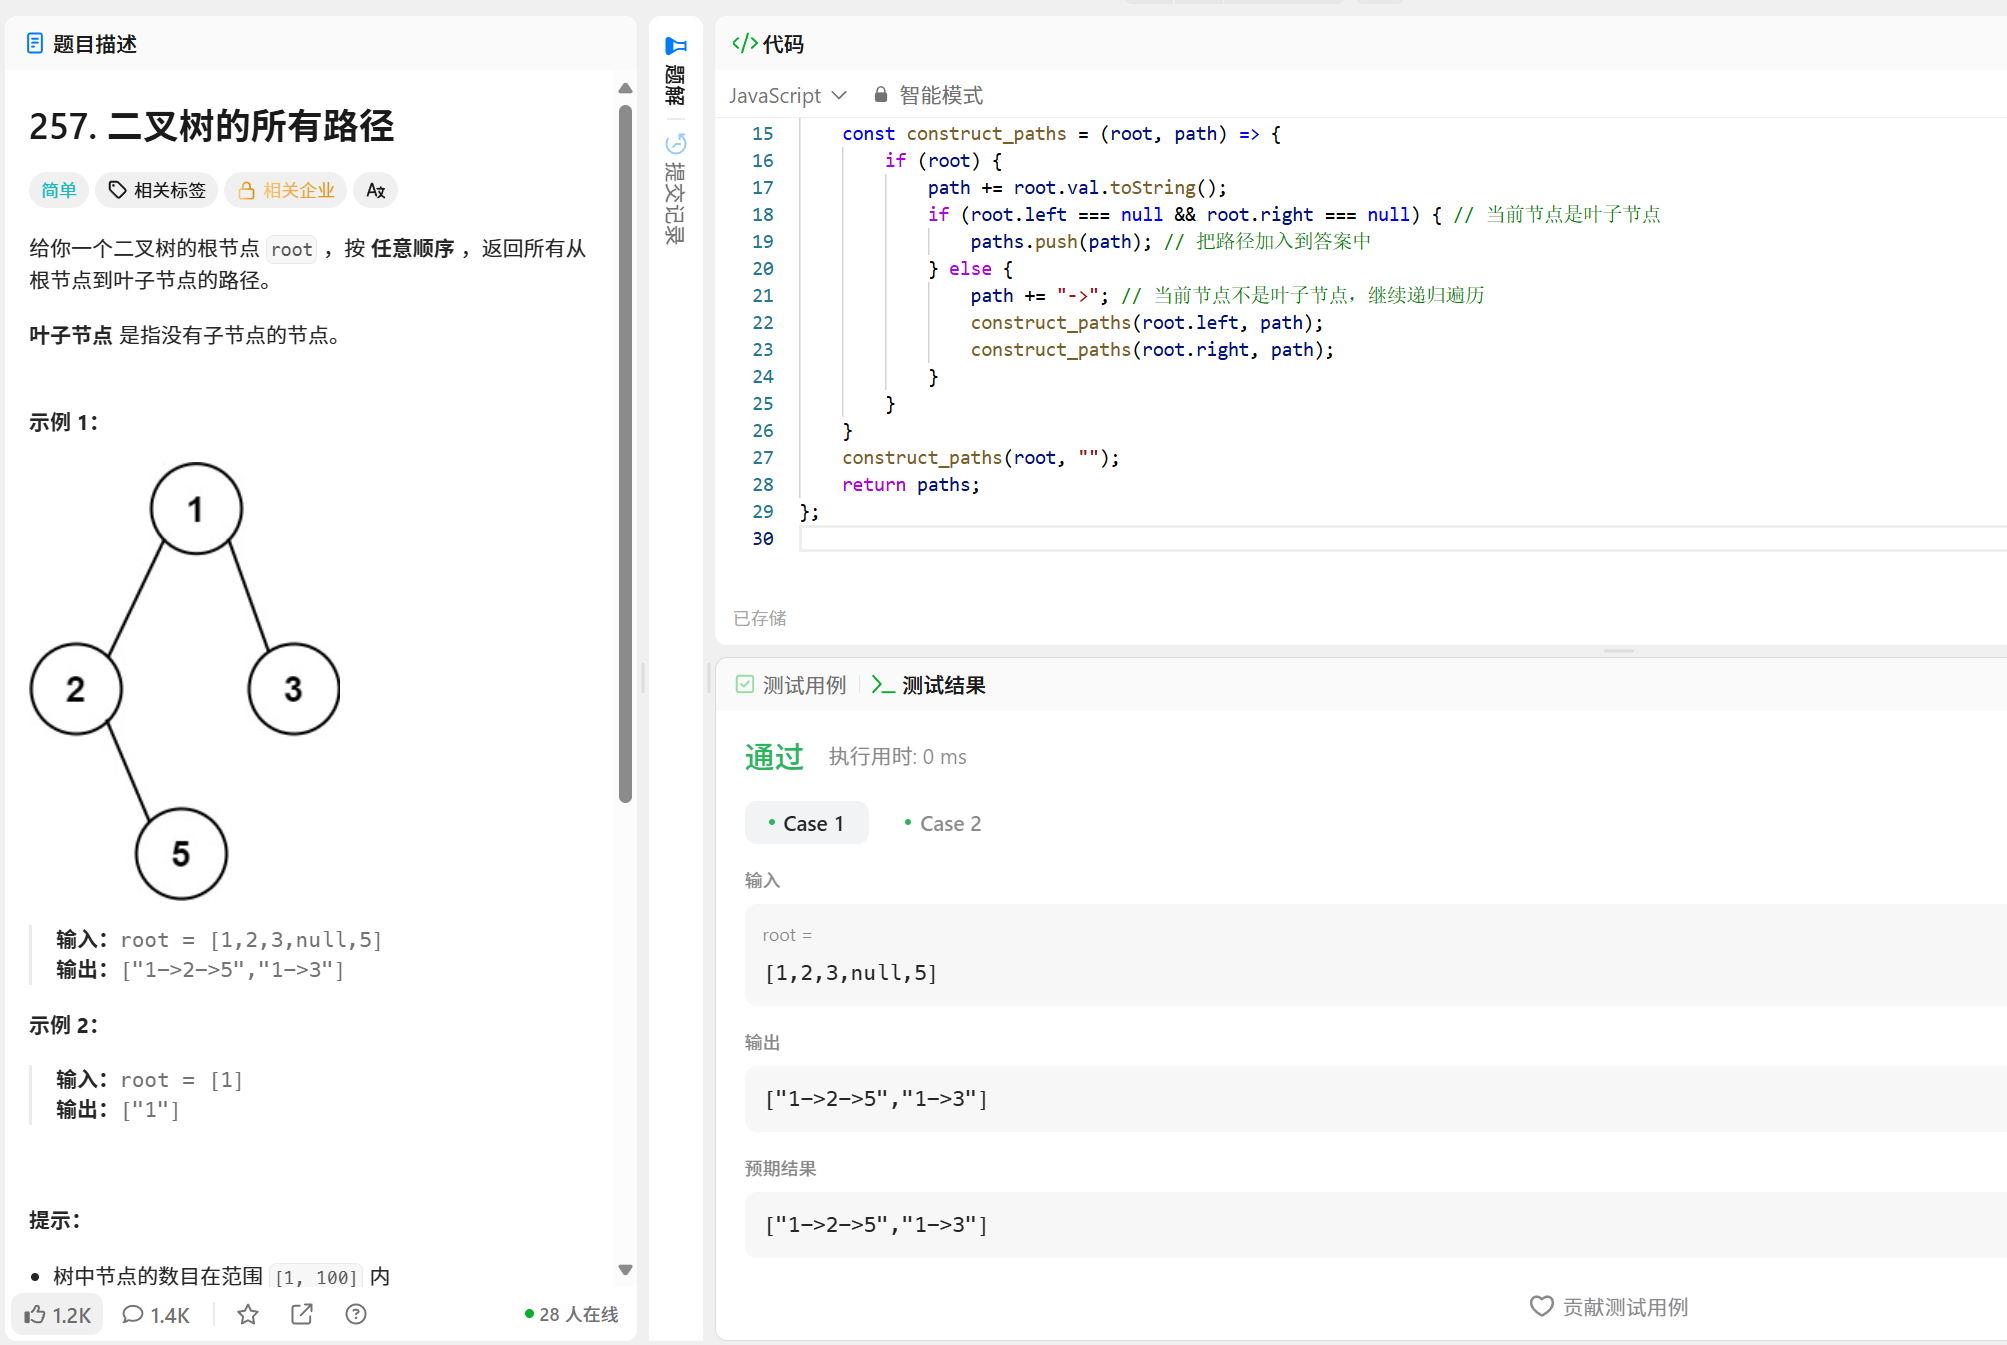 题目描述
257. 二叉树的所有路径
简单 相关标签 相关企业 A文
给你一个二叉树的根节点 root ，按 任意顺序 ，返回所有从
根节点到叶子节点的路径。
叶子节点 是指没有子节点的节点。
示例 1：
1
2
3
5
输入：root = [1,2,3,null,5]
输出：["1->2->5","1->3"]
示例 2：
输入：root = [1]
输出：["1"]
提示：
树中节点的数目在范围 [1, 100] 内
1.2K 1.4K 28 人在线
题解
提交记录
</>代码
JavaScript 智能模式
15 const construct_paths = (root, path) => {
16 if (root) {
17 path += root.val.toString();
18 if (root.left === null && root.right === null) { // 当前节点是叶子节点
19 paths.push(path); // 把路径加入到答案中
20 } else {
21 path += "->"; // 当前节点不是叶子节点，继续递归遍历
22 construct_paths(root.left, path);
23 construct_paths(root.right, path);
24 }
25 }
26 }
27 construct_paths(root, "");
28 return paths;
29 };
30
已存储
测试用例 >_ 测试结果
通过 执行用时: 0 ms
Case 1 Case 2
输入
root =
[1,2,3,null,5]
输出
["1->2->5","1->3"]
预期结果
["1->2->5","1->3"]
贡献测试用例